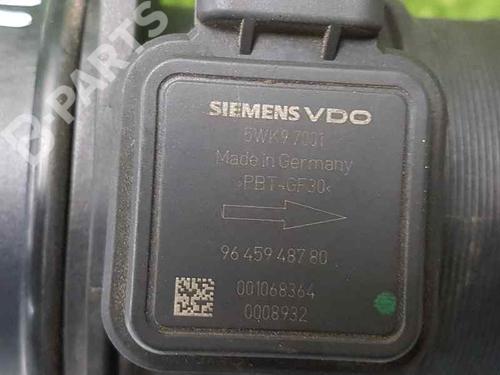 B-PARTS
SIEMENS VDO
5WK9 7001
Made in Germany
>PBT-GF30<
96 459 487 80
001068364
0008932